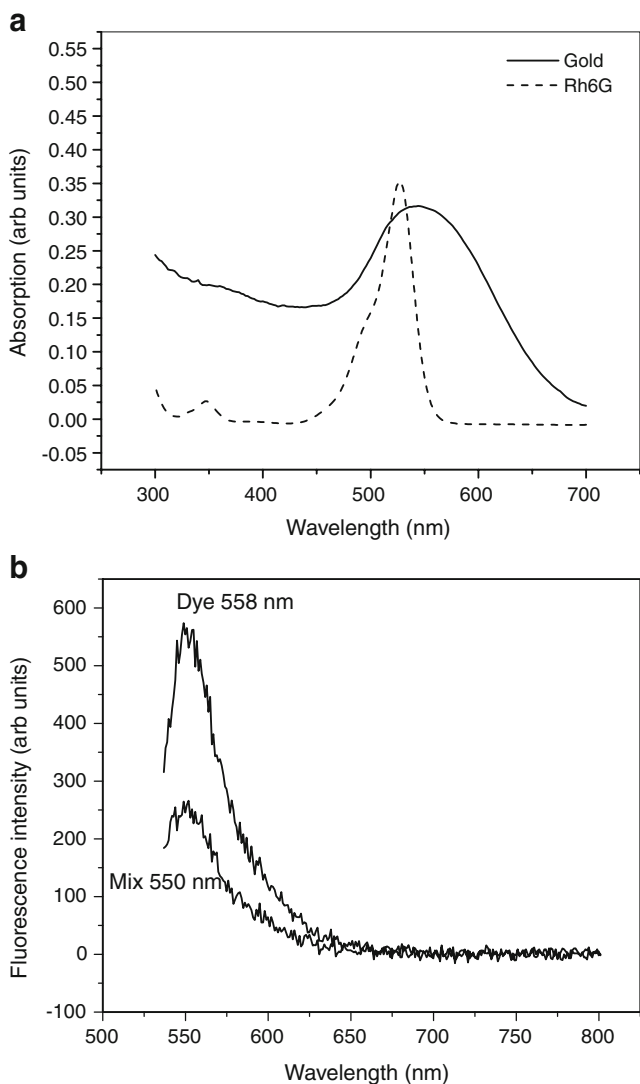 a
0.55
0.50
0.45
0.40
0.35
0.30
0.25
0.20
0.15
0.10
0.05
0.00
-0.05
Absorption (arb units)
Gold
Rh6G
300 400 500 600 700
Wavelength (nm)
b
600
500
400
300
200
100
0
-100
Fluorescence intensity (arb units)
Dye 558 nm
Mix 550 nm
500 550 600 650 700 750 800
Wavelength (nm)